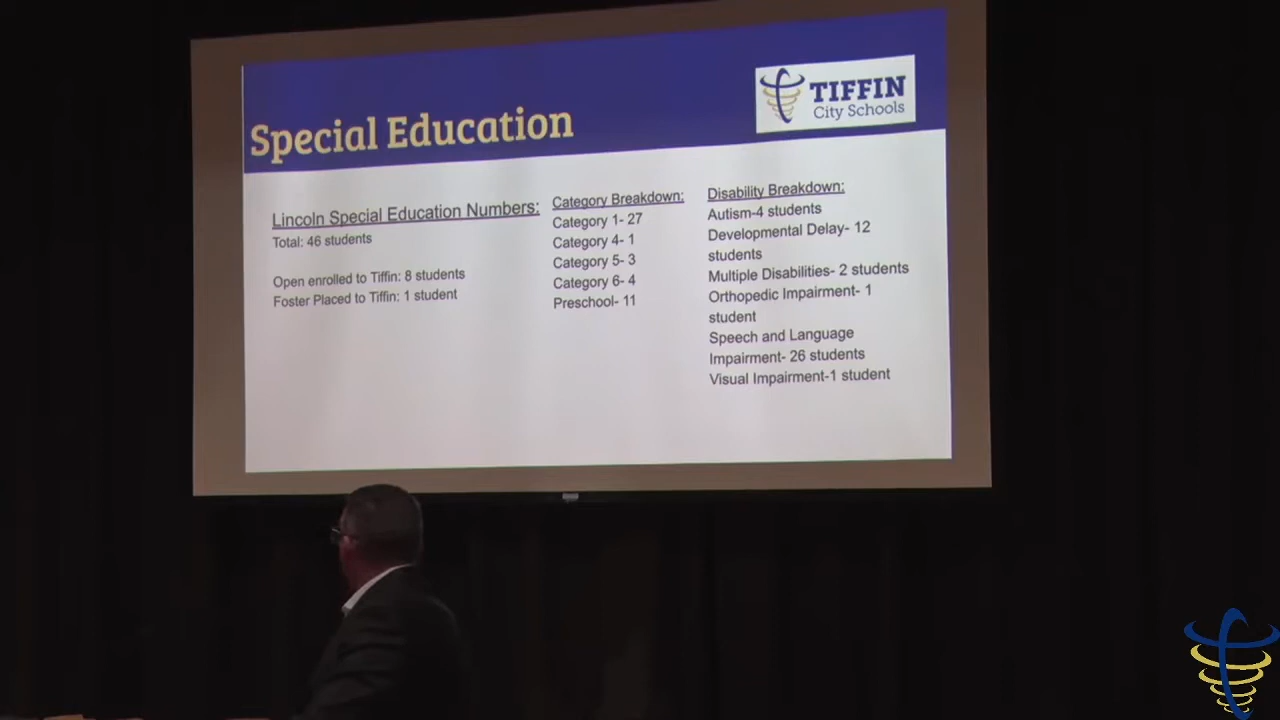 TIFFIN
City Schools
Special Education
Lincoln Special Education Numbers:
Total: 46 students
Open enrolled to Tiffin: 8 students
Foster Placed to Tiffin: 1 student
Category Breakdown:
Category 1- 27
Category 4- 1
Category 5- 3
Category 6- 4
Preschool- 11
Disability Breakdown:
Autism-4 students
Developmental Delay- 12
students
Multiple Disabilities- 2 students
Orthopedic Impairment- 1
student
Speech and Language
Impairment- 26 students
Visual Impairment-1 student